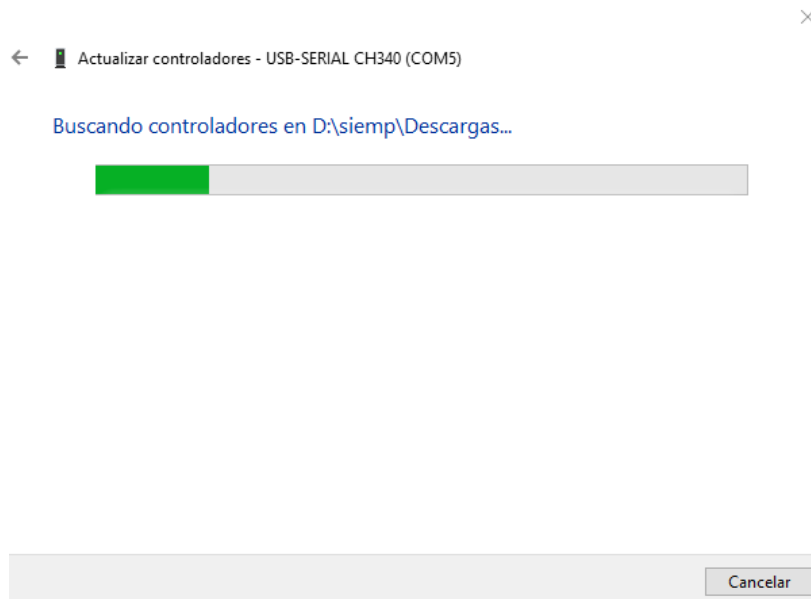 Actualizar controladores - USB-SERIAL CH340 (COM5)
Buscando controladores en D:\siemp\Descargas...
Cancelar